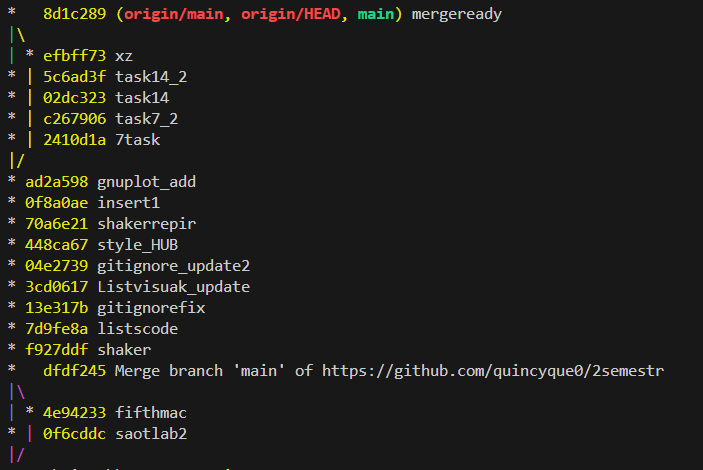 *   8d1c289 (origin/main, origin/HEAD, main) mergeready
|\
| * efbff73 xz
* | 5c6ad3f task14_2
* | 02dc323 task14
* | c267906 task7_2
* | 2410d1a 7task
|/
* ad2a598 gnuplot_add
* 0f8a0ae insert1
* 70a6e21 shakerrepir
* 448ca67 style_HUB
* 04e2739 gitignore_update2
* 3cd0617 Listvisuak_update
* 13e317b gitignorefix
* 7d9fe8a listscode
* f927ddf shaker
*   dfdf245 Merge branch 'main' of https://github.com/quincyque0/2semestr
|\
| * 4e94233 fifthmac
* | 0f6cddc saotlab2
|/